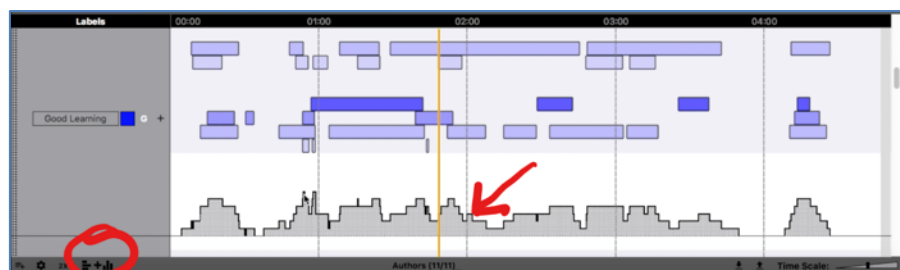 Labels 00:00 01:00 02:00 03:00 04:00
Good Learning G +
Authors (11/11) Time Scale: